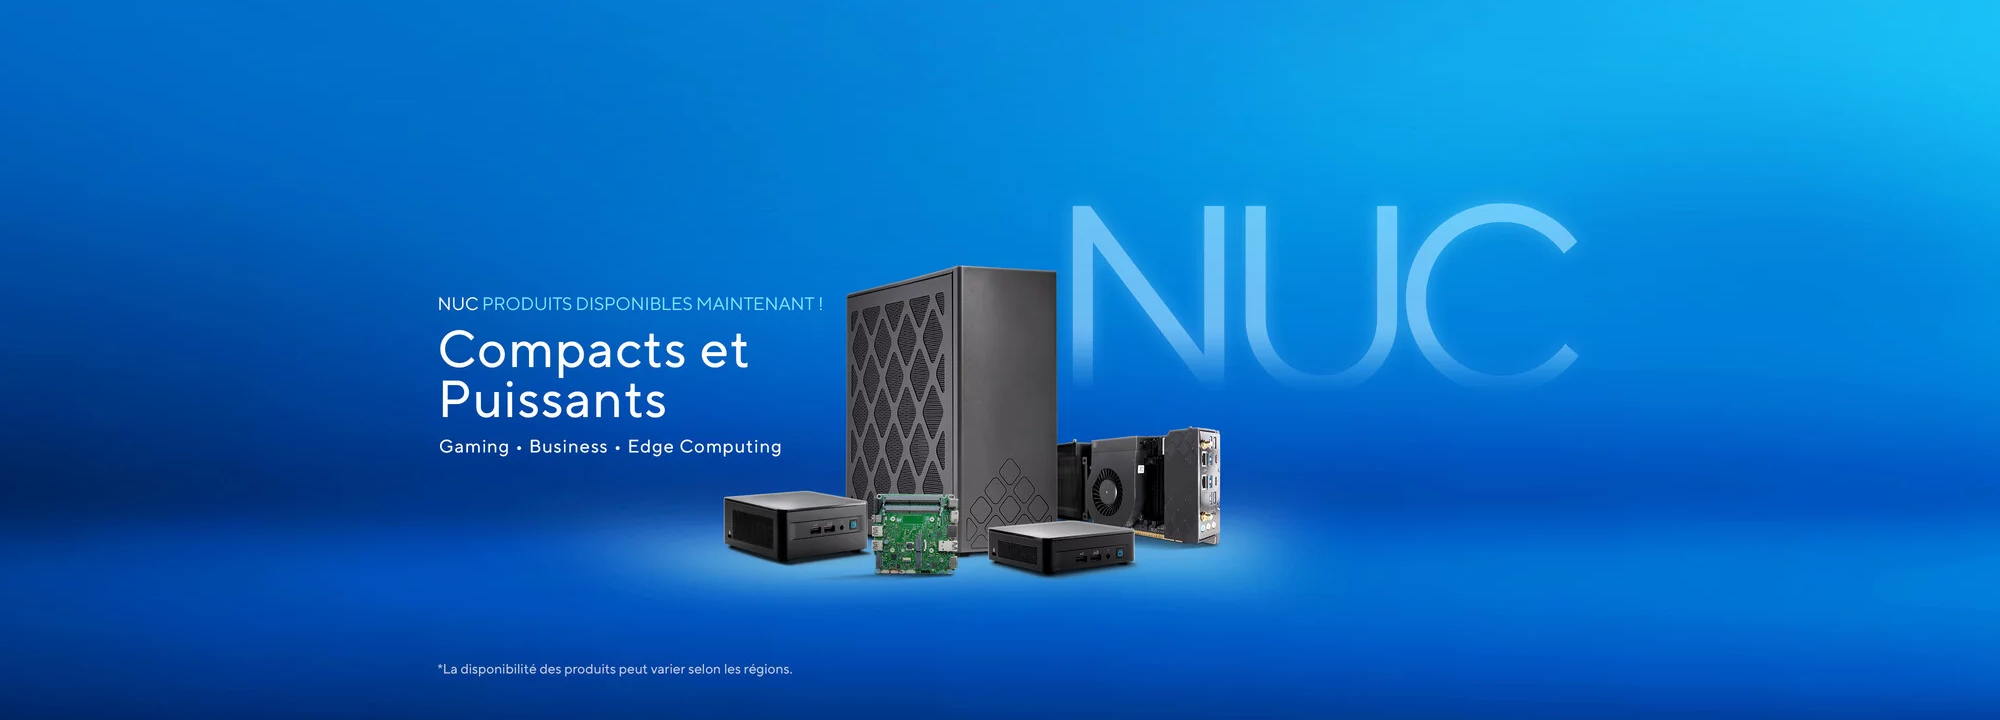 NUC
NUC PRODUITS DISPONIBLES MAINTENANT !
Compacts et
Puissants
Gaming • Business • Edge Computing
*La disponibilité des produits peut varier selon les régions.